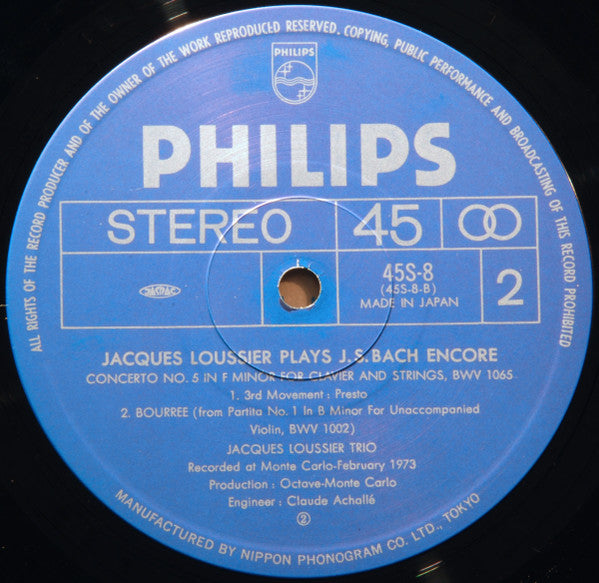 ALL RIGHTS OF THE RECORD PRODUCER AND OF THE OWNER OF THE WORK REPRODUCED RESERVED. COPYING, PUBLIC PERFORMANCE AND BROADCASTING OF THIS RECORD PROHIBITED
PHILIPS
PHILIPS
STEREO 45
45S-8
(45S-8-B)
MADE IN JAPAN
2
JACQUES LOUSSIER PLAYS J.S.BACH ENCORE
CONCERTO NO. 5 IN F MINOR FOR CLAVIER AND STRINGS, BWV 1065
1. 3rd Movement : Presto
2. BOURREE (from Partita No. 1 In B Minor For Unaccompanied
Violin, BWV 1002)
JACQUES LOUSSIER TRIO
Recorded at Monte Carlo-February 1973
Production : Octave-Monte Carlo
Engineer : Claude Achallé
②
MANUFACTURED BY NIPPON PHONOGRAM CO. LTD., TOKYO